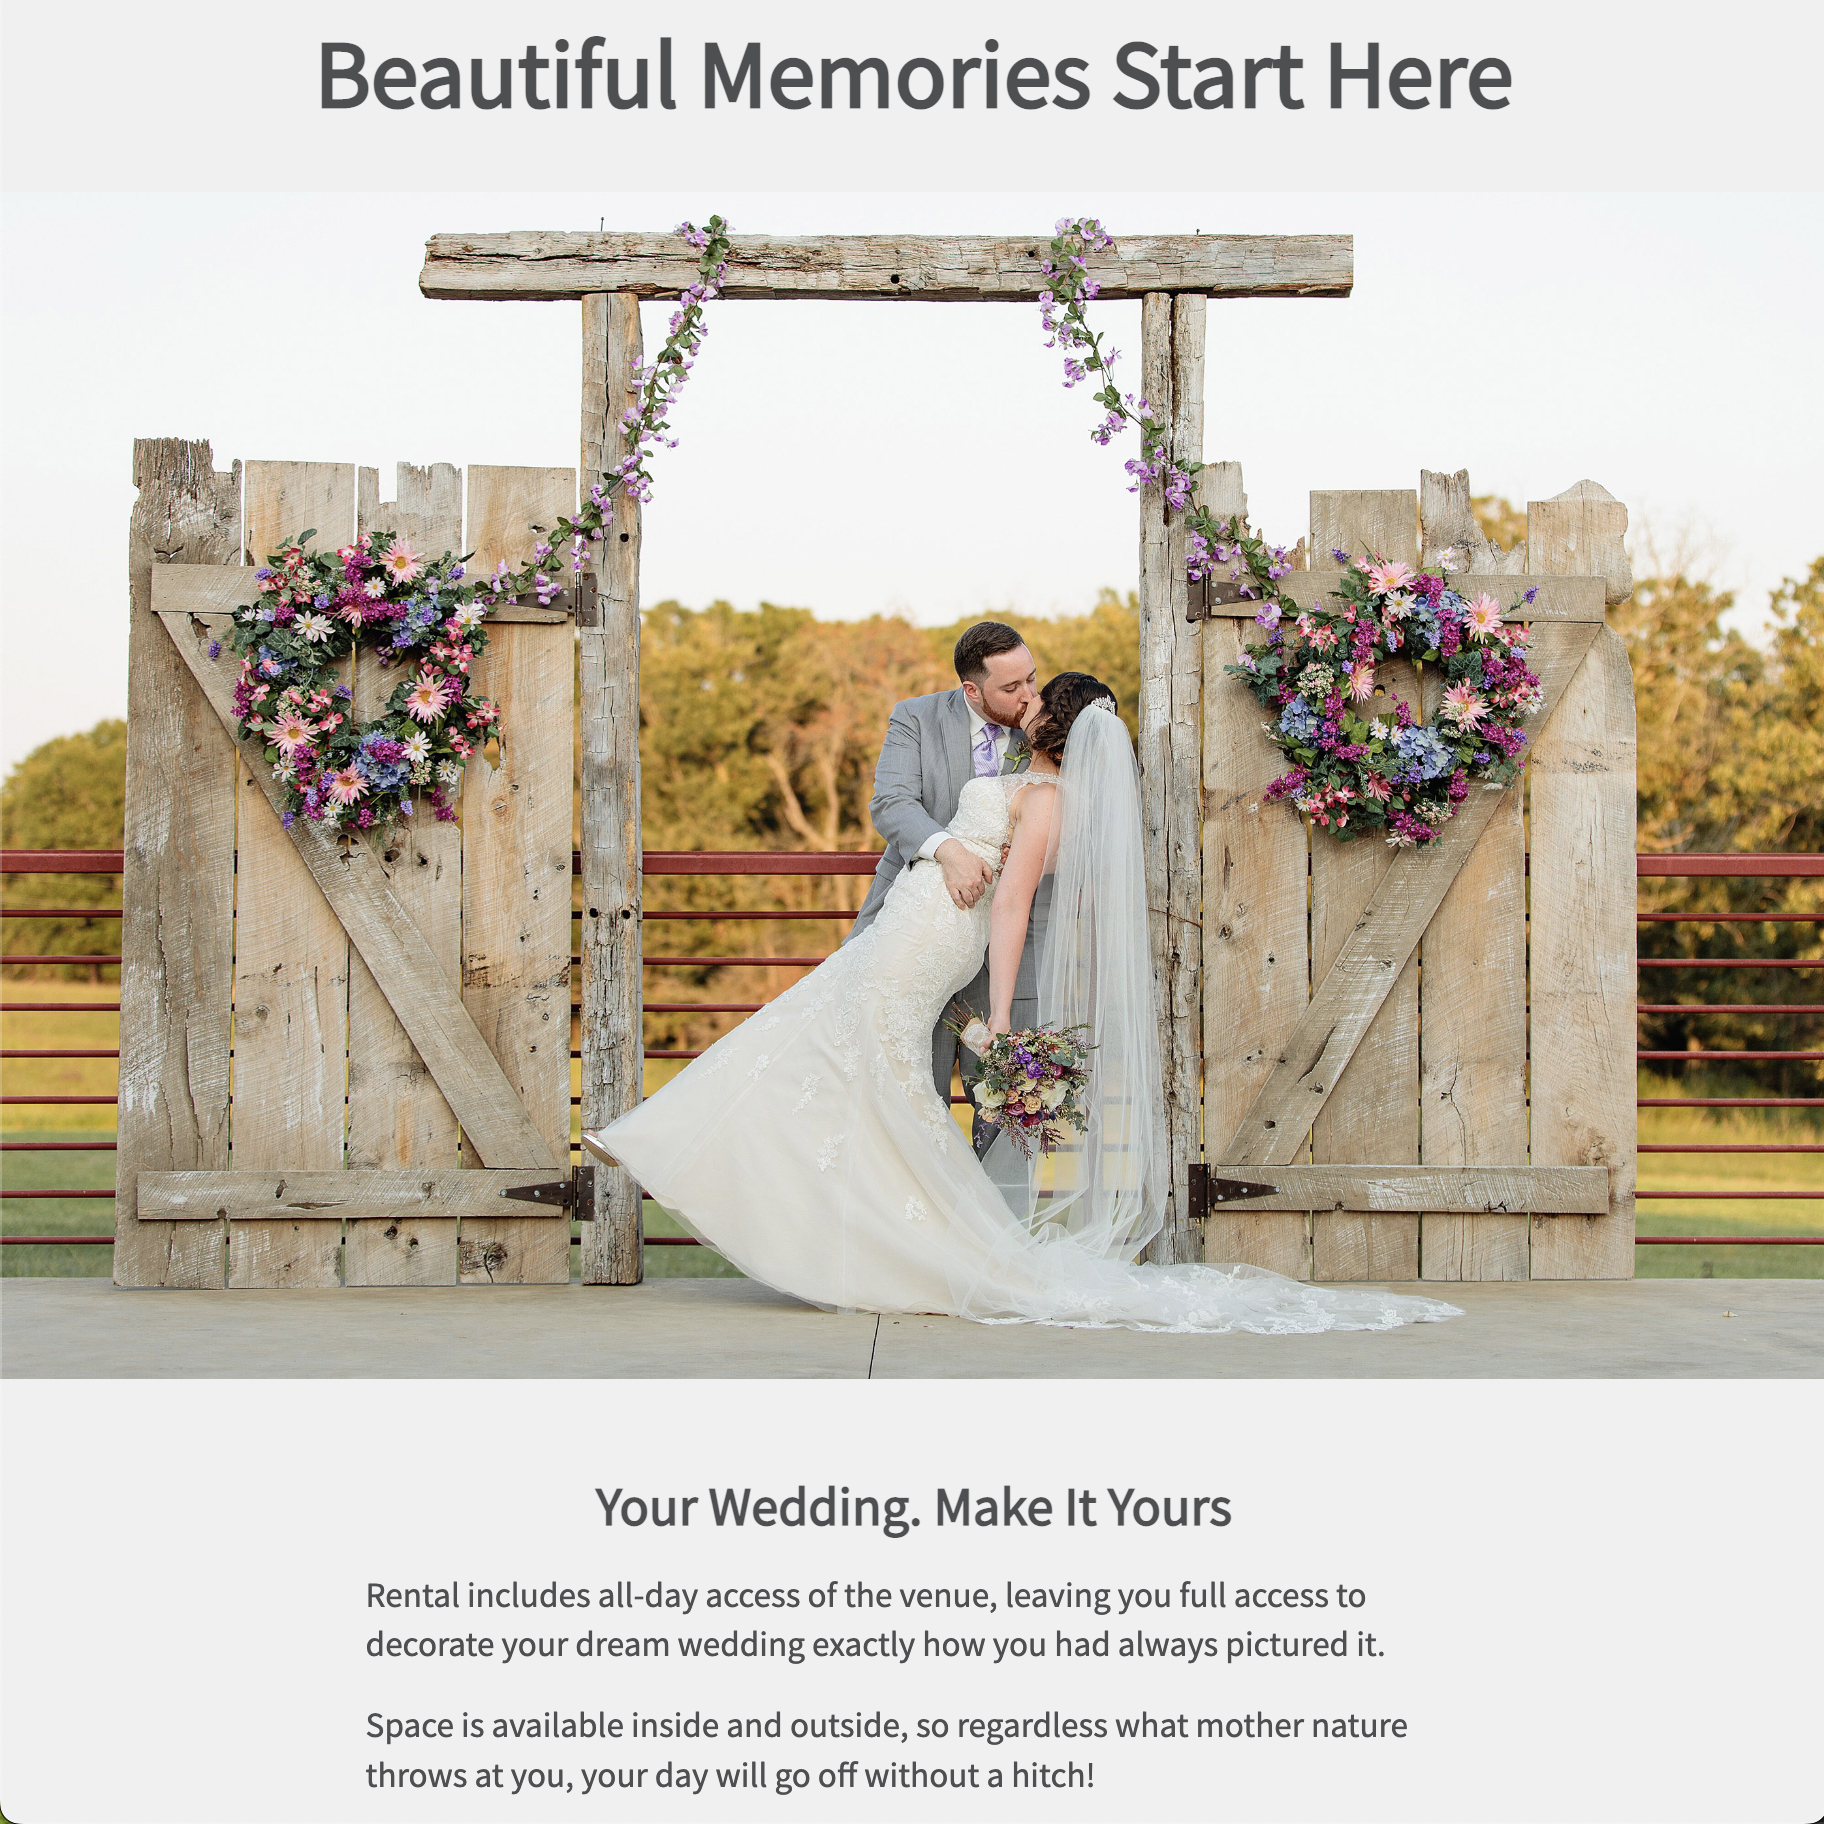 Beautiful Memories Start Here
Your Wedding. Make It Yours
Rental includes all-day access of the venue, leaving you full access to
decorate your dream wedding exactly how you had always pictured it.
Space is available inside and outside, so regardless what mother nature
throws at you, your day will go off without a hitch!